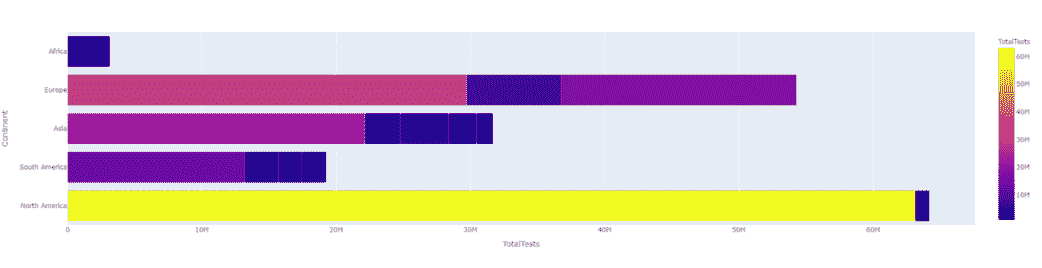 TotalTests
60M
50M
40M
30M
20M
10M
Africa
Europe
Asia
South America
North America
Continent
0 10M 20M 30M 40M 50M 60M
TotalTests